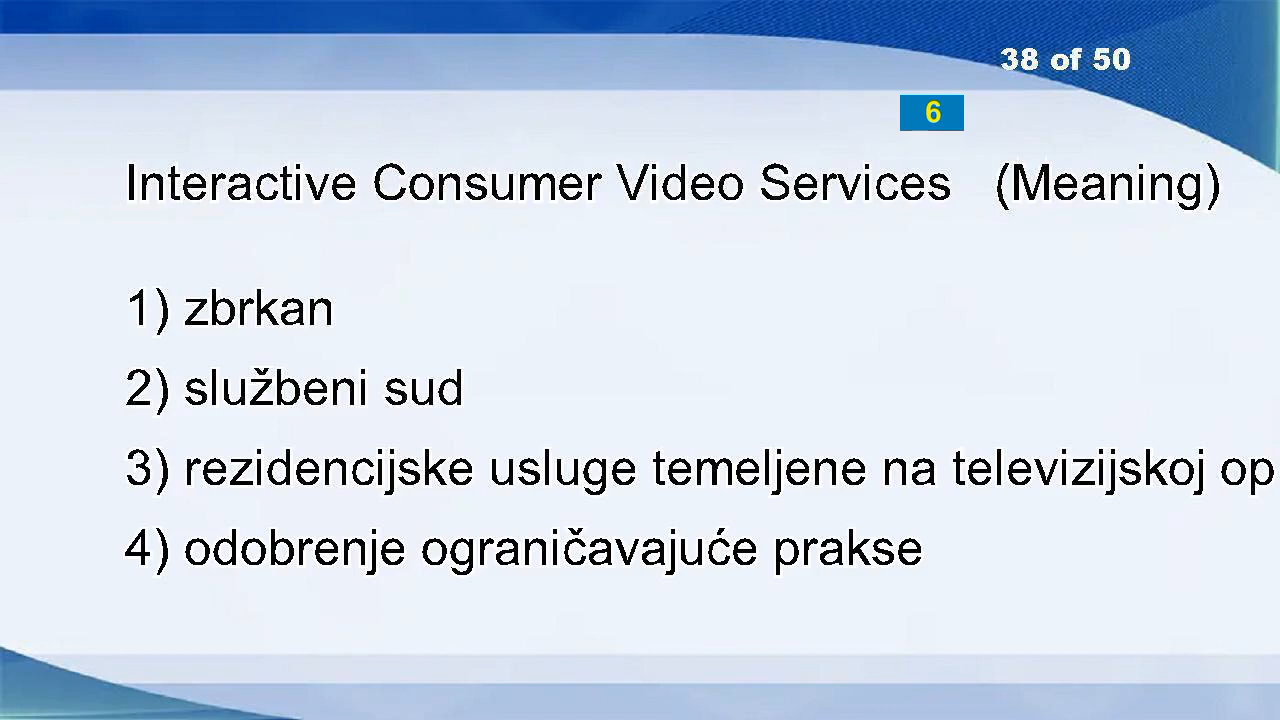 38 of 50
6
Interactive Consumer Video Services (Meaning)
1) zbrkan
2) službeni sud
3) rezidencijske usluge temeljene na televizijskoj op
4) odobrenje ograničavajuće prakse